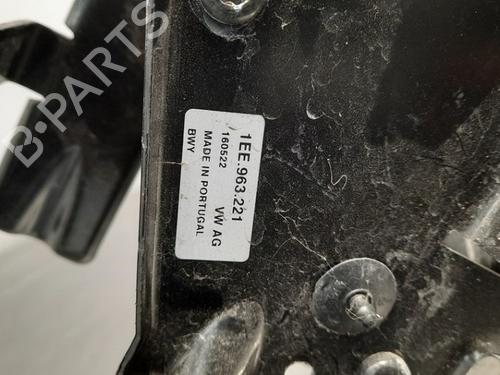 1EE.963.221
160522 VW AG
MADE IN PORTUGAL
BWY
B-PARTS